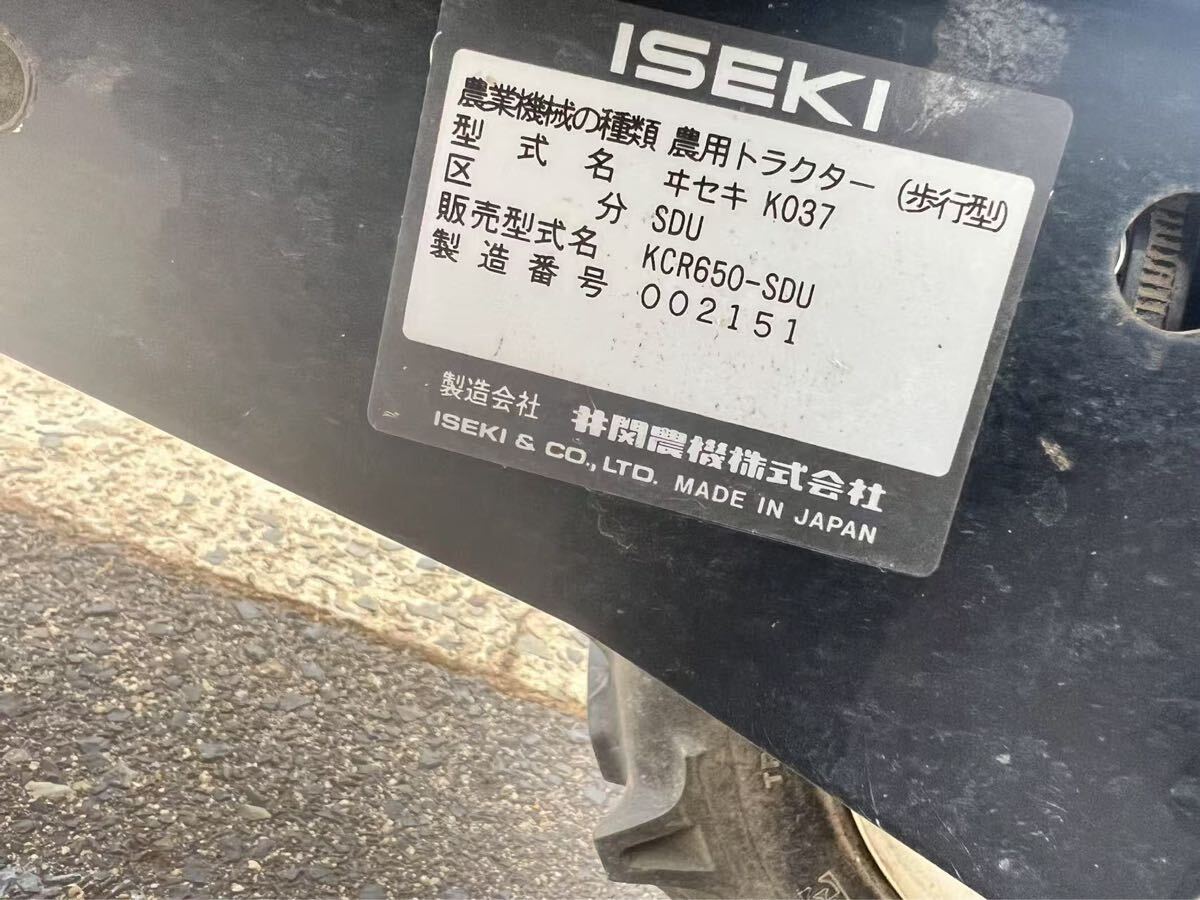 ISEKI
農業機械の種類 農用トラクター (歩行型)
型式名 ヰセキ K037
区分 SDU
販売型式名 KCR650-SDU
製造番号 002151
製造会社 井関農機株式会社
ISEKI & CO., LTD. MADE IN JAPAN